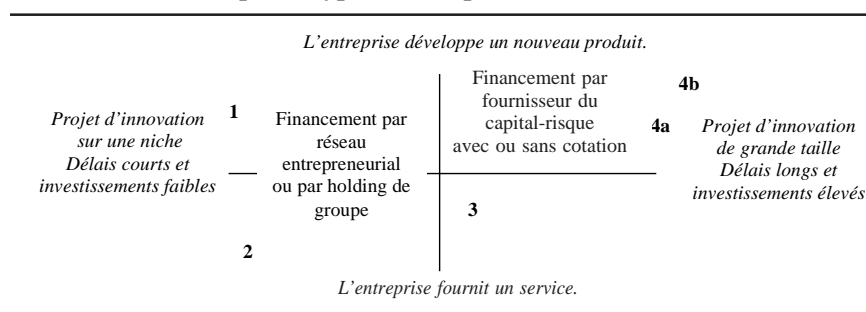 L'entreprise développe un nouveau produit.
Projet d'innovation
sur une niche
Délais courts et
investissements faibles
1
Financement par
réseau
entrepreneurial
ou par holding de
groupe
Financement par
fournisseur du
capital-risque
avec ou sans cotation
4b
4a
Projet d'innovation
de grande taille
Délais longs et
investissements élevés
3
2
L'entreprise fournit un service.